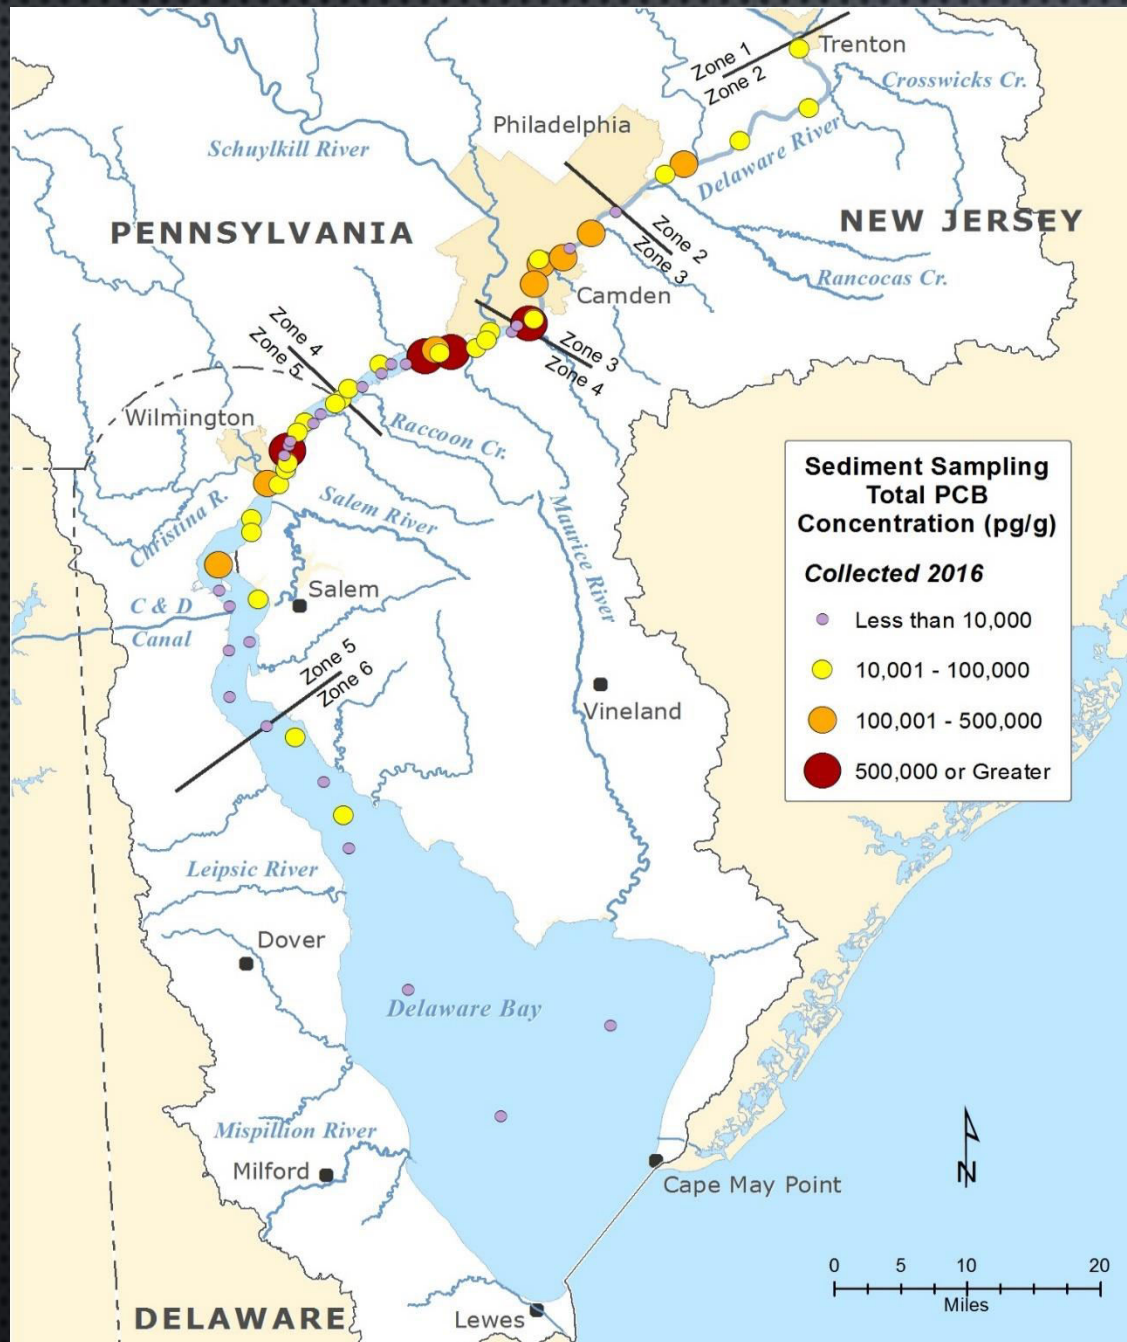 Trenton
Zone 1
Zone 2
Crosswicks Cr.
Philadelphia
Schuylkill River
Delaware River
PENNSYLVANIA
NEW JERSEY
Zone 2
Zone 3
Rancocas Cr.
Camden
Zone 4
Zone 5
Zone 3
Zone 4
Wilmington
Raccoon Cr.
Christina R.
Salem River
Maurice River
Salem
C & D
Canal
Zone 5
Zone 6
Vineland
Sediment Sampling
Total PCB
Concentration (pg/g)
Collected 2016
Less than 10,000
10,001 - 100,000
100,001 - 500,000
500,000 or Greater
Leipsic River
Dover
Delaware Bay
Mispillion River
Milford
Cape May Point
N
0 5 10 20
Miles
DELAWARE
Lewes